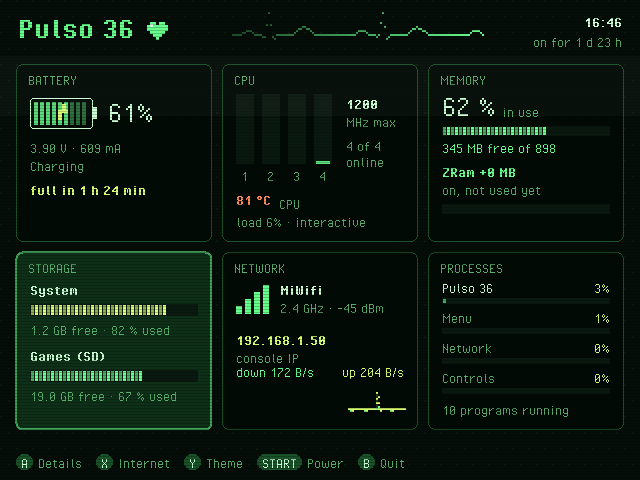 Pulso 36
16:46
on for 1 d 23 h
BATTERY
61%
3.90 V · 609 mA
Charging
full in 1 h 24 min
CPU
1200
MHz max
4 of 4
online
1 2 3 4
81 °C CPU
load 6% · interactive
MEMORY
62 % in use
345 MB free of 898
ZRam +0 MB
on, not used yet
STORAGE
System
1.2 GB free · 82 % used
Games (SD)
19.0 GB free · 67 % used
NETWORK
MiWifi
2.4 GHz · -45 dBm
192.168.1.50
console IP
down 172 B/s up 204 B/s
PROCESSES
Pulso 36 3%
Menu 1%
Network 0%
Controls 0%
10 programs running
A Details X Internet Y Theme START Power B Quit